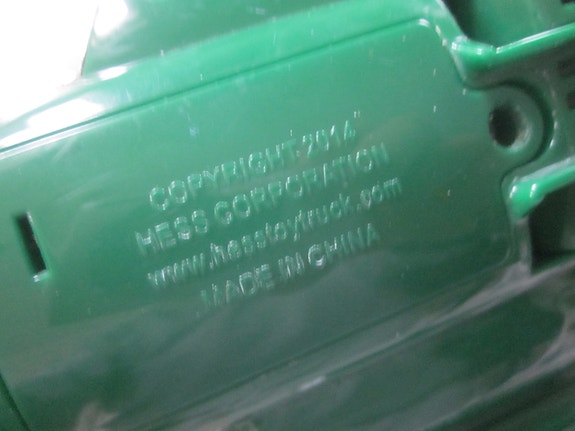 COPYRIGHT 2014
HESS CORPORATION
www.hesstoytruck.com
MADE IN CHINA